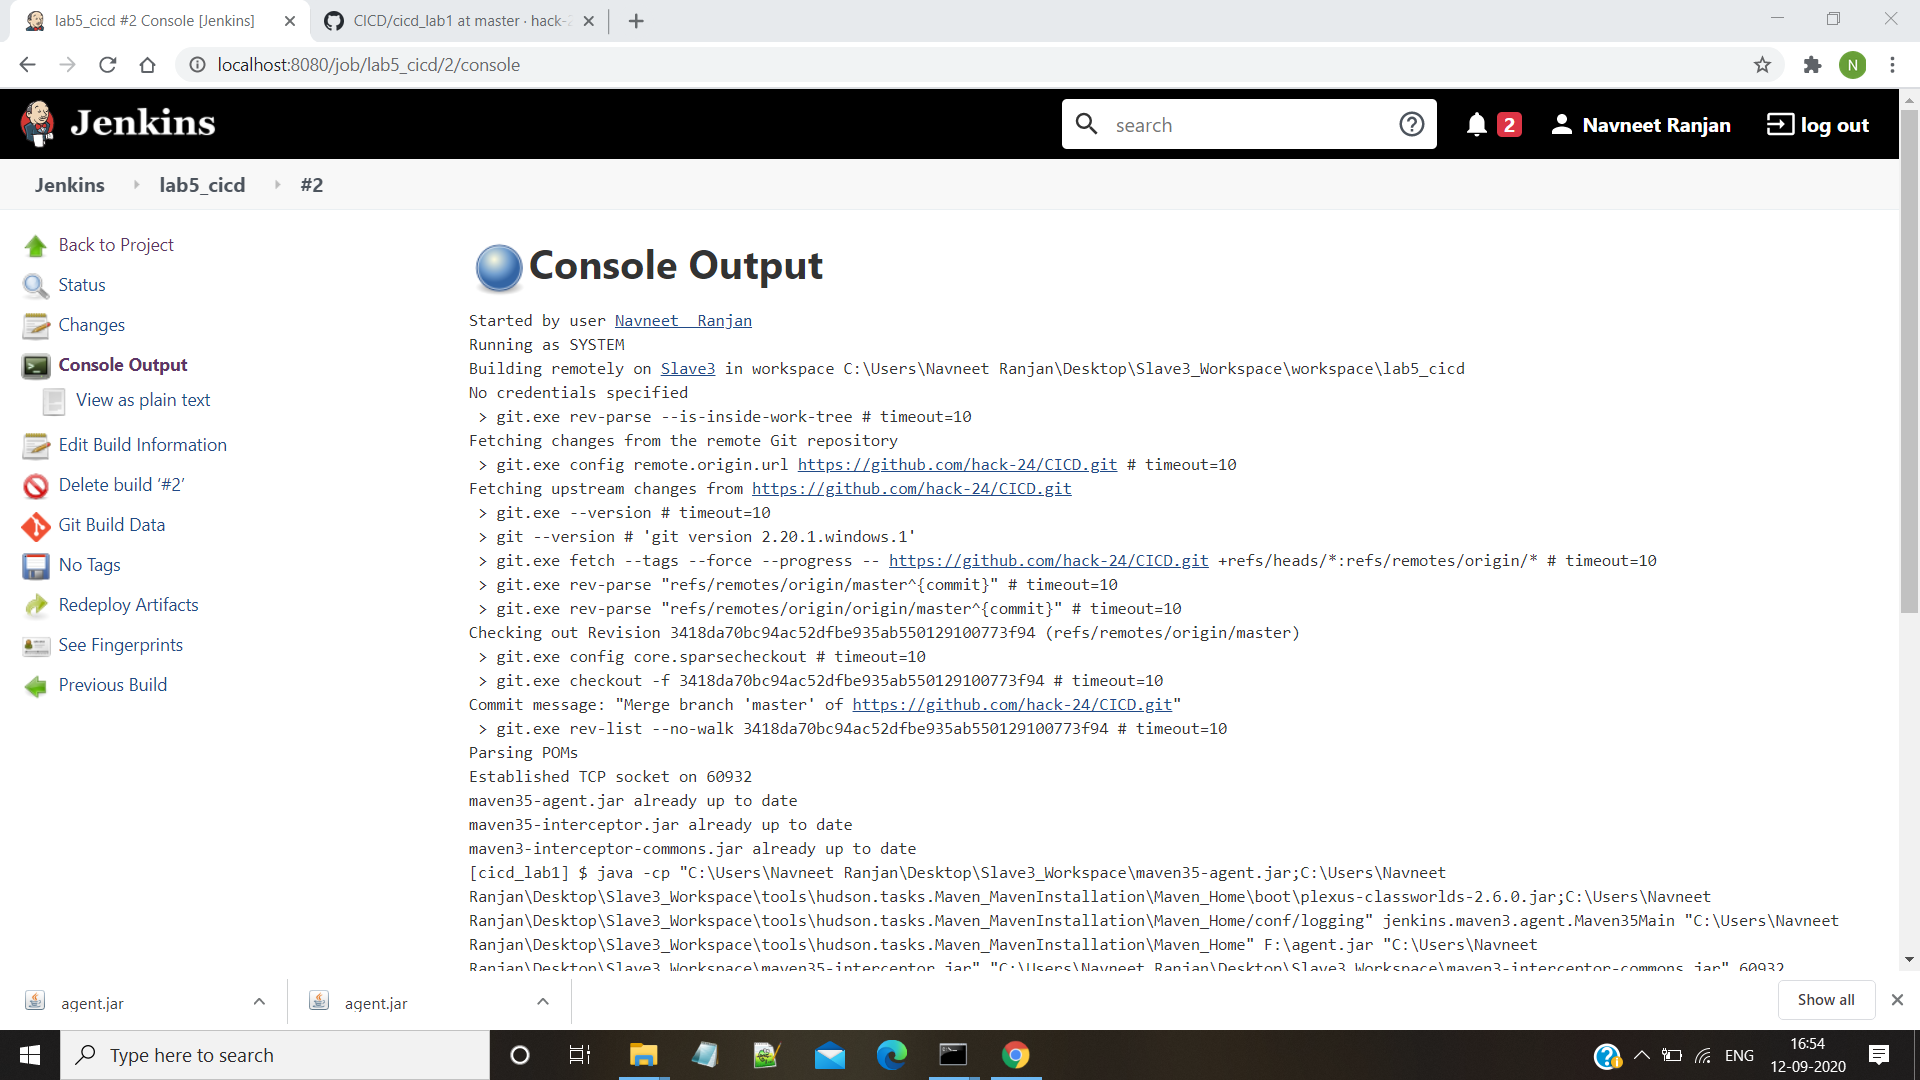 lab5_cicd #2 Console [Jenkins]
CICD/cicd_lab1 at master · hack-2
localhost:8080/job/lab5_cicd/2/console
N
Jenkins
search
2
Navneet Ranjan
log out
Jenkins
lab5_cicd
#2
Back to Project
Status
Changes
Console Output
View as plain text
Edit Build Information
Delete build ‘#2’
Git Build Data
No Tags
Redeploy Artifacts
See Fingerprints
Previous Build
Console Output
Started by user Navneet  Ranjan
Running as SYSTEM
Building remotely on Slave3 in workspace C:\Users\Navneet Ranjan\Desktop\Slave3_Workspace\workspace\lab5_cicd
No credentials specified
> git.exe rev-parse --is-inside-work-tree # timeout=10
Fetching changes from the remote Git repository
> git.exe config remote.origin.url https://github.com/hack-24/CICD.git # timeout=10
Fetching upstream changes from https://github.com/hack-24/CICD.git
> git.exe --version # timeout=10
> git --version # 'git version 2.20.1.windows.1'
> git.exe fetch --tags --force --progress -- https://github.com/hack-24/CICD.git +refs/heads/*:refs/remotes/origin/* # timeout=10
> git.exe rev-parse "refs/remotes/origin/master^{commit}" # timeout=10
> git.exe rev-parse "refs/remotes/origin/origin/master^{commit}" # timeout=10
Checking out Revision 3418da70bc94ac52dfbe935ab550129100773f94 (refs/remotes/origin/master)
> git.exe config core.sparsecheckout # timeout=10
> git.exe checkout -f 3418da70bc94ac52dfbe935ab550129100773f94 # timeout=10
Commit message: "Merge branch 'master' of https://github.com/hack-24/CICD.git"
> git.exe rev-list --no-walk 3418da70bc94ac52dfbe935ab550129100773f94 # timeout=10
Parsing POMs
Established TCP socket on 60932
maven35-agent.jar already up to date
maven35-interceptor.jar already up to date
maven3-interceptor-commons.jar already up to date
[cicd_lab1] $ java -cp "C:\Users\Navneet Ranjan\Desktop\Slave3_Workspace\maven35-agent.jar;C:\Users\Navneet
Ranjan\Desktop\Slave3_Workspace\tools\hudson.tasks.Maven_MavenInstallation\Maven_Home\boot\plexus-classworlds-2.6.0.jar;C:\Users\Navneet
Ranjan\Desktop\Slave3_Workspace\tools\hudson.tasks.Maven_MavenInstallation\Maven_Home/conf/logging" jenkins.maven3.agent.Maven35Main "C:\Users\Navneet
Ranjan\Desktop\Slave3_Workspace\tools\hudson.tasks.Maven_MavenInstallation\Maven_Home" F:\agent.jar "C:\Users\Navneet
Ranjan\Desktop\Slave3_Workspace\maven35-interceptor.jar" "C:\Users\Navneet Ranjan\Desktop\Slave3_Workspace\maven3-interceptor-commons.jar" 60932
agent.jar
agent.jar
Show all
Type here to search
ENG
16:54
12-09-2020